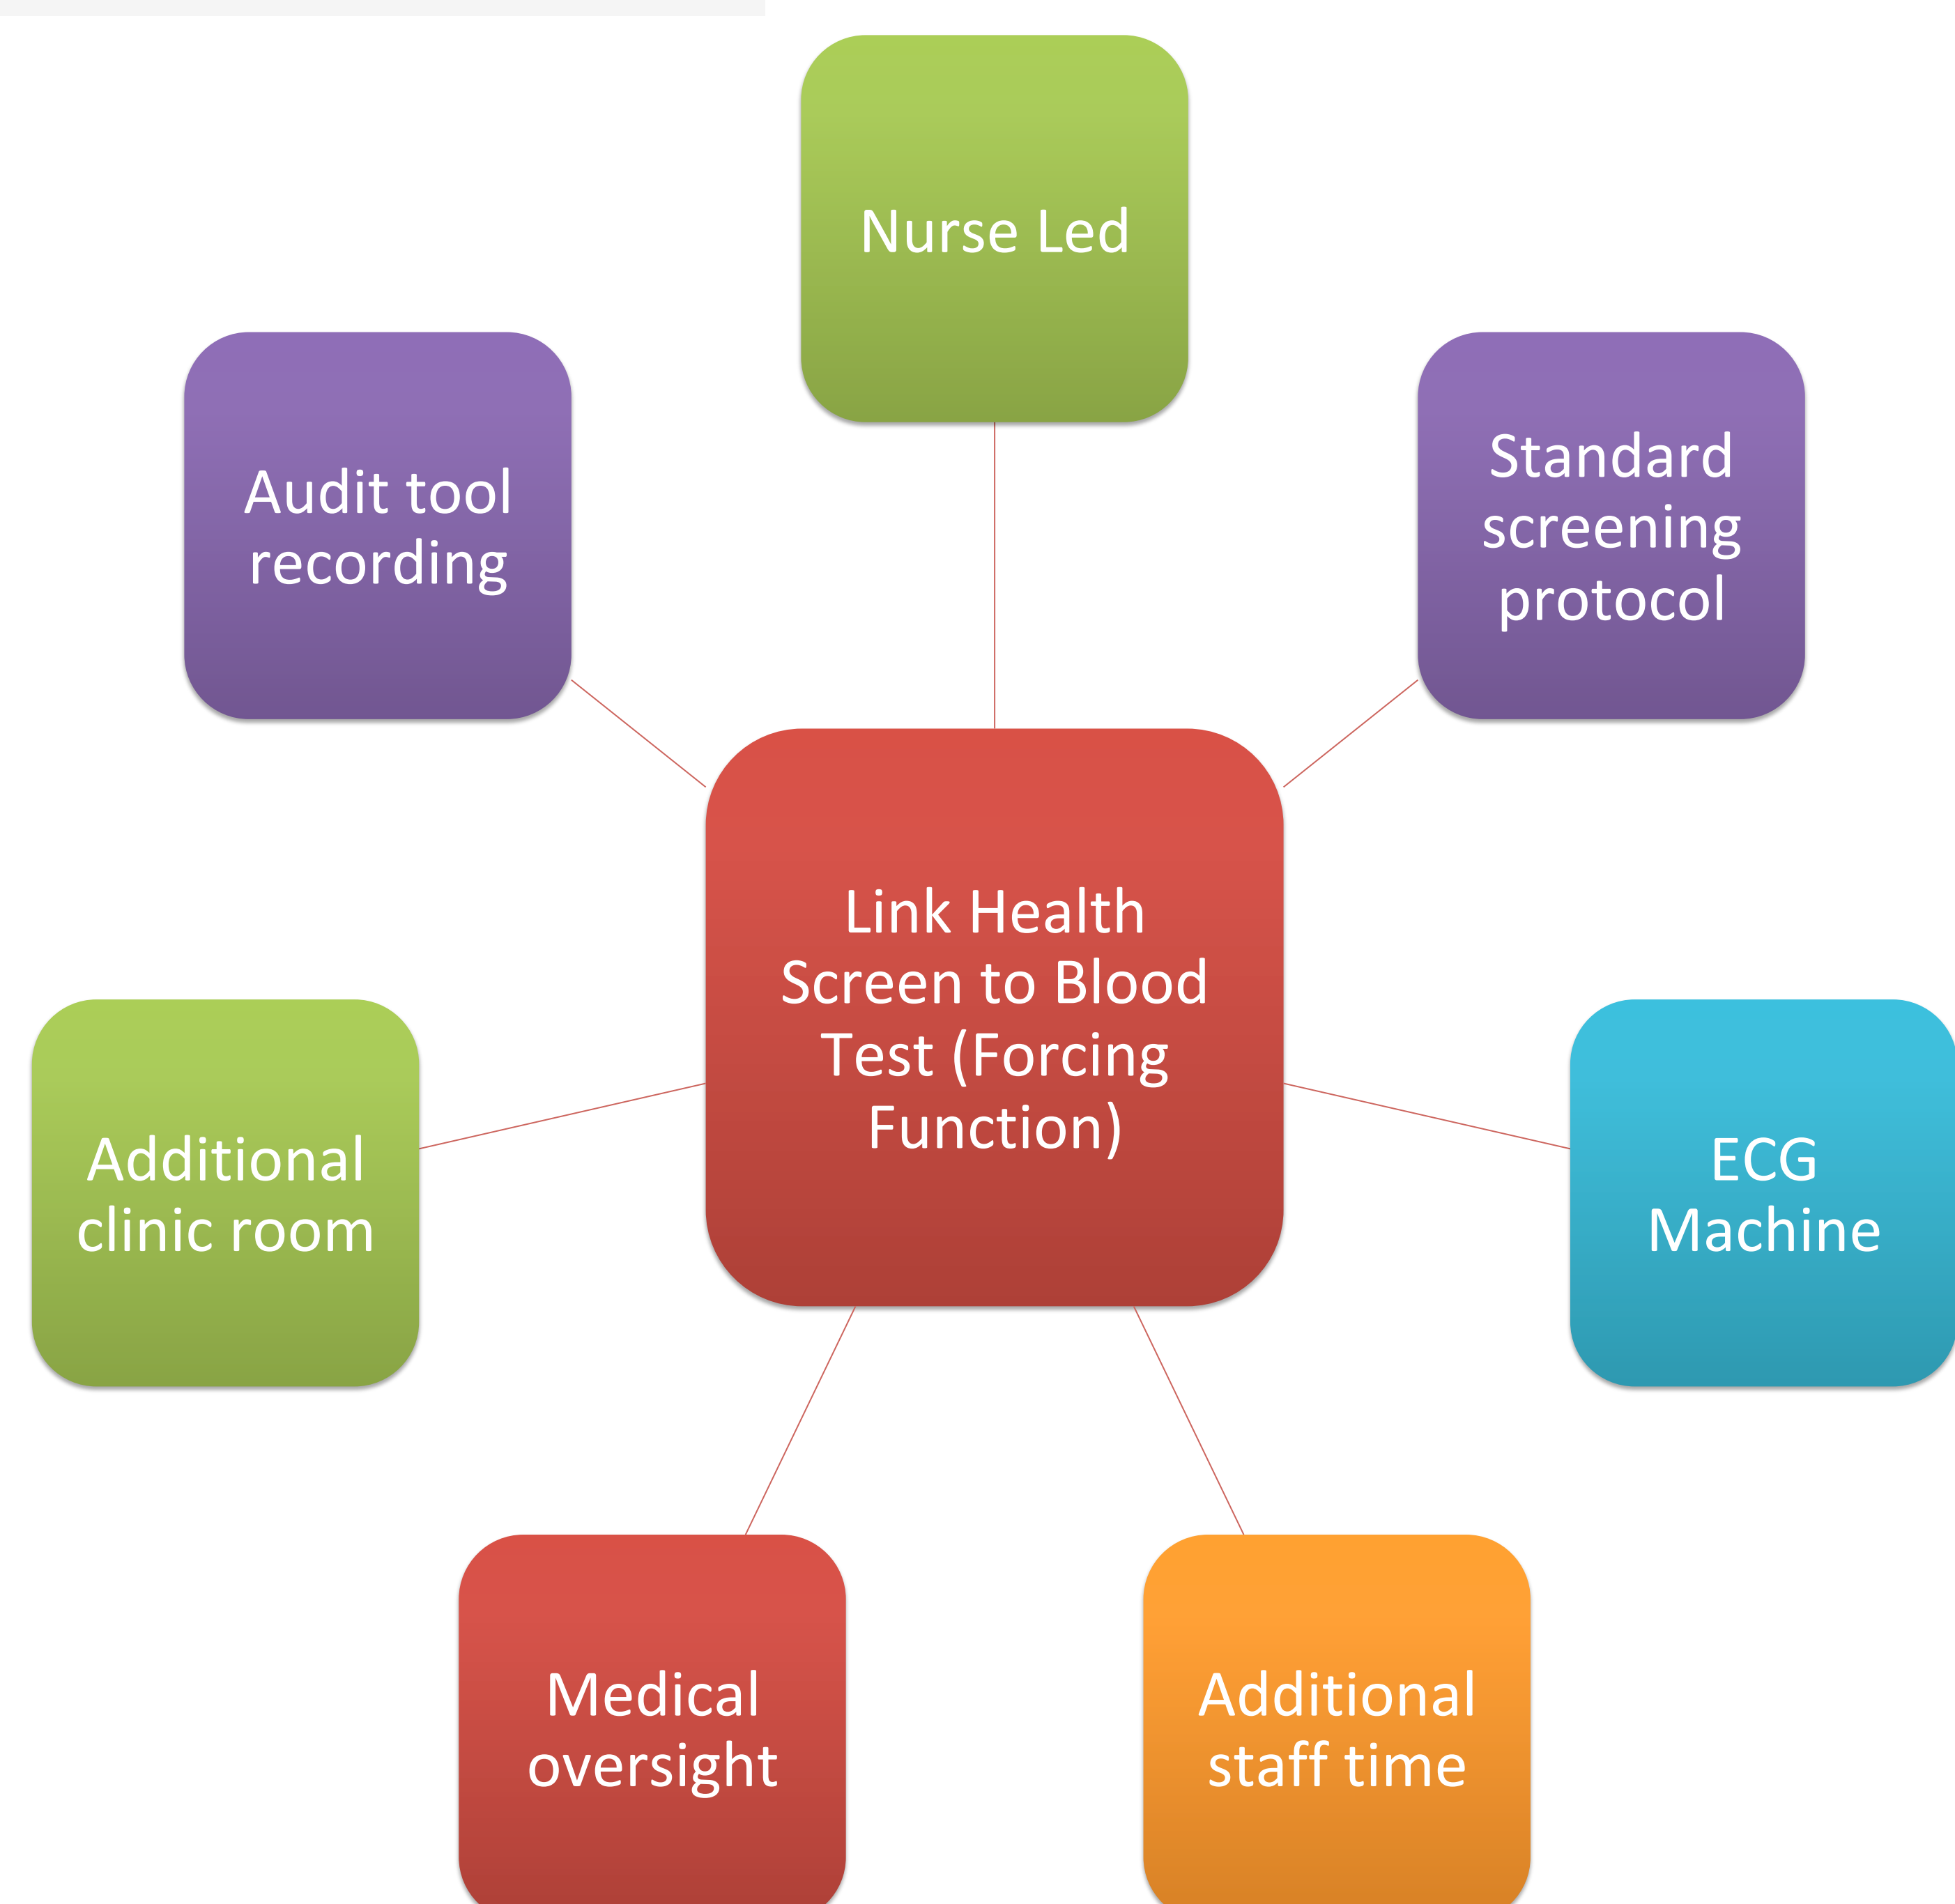 Nurse Led
Audit tool
recording
Standard
screening
protocol
Link Health
Screen to Blood
Test (Forcing
Function)
Additional
clinic room
ECG
Machine
Medical
oversight
Additional
staff time